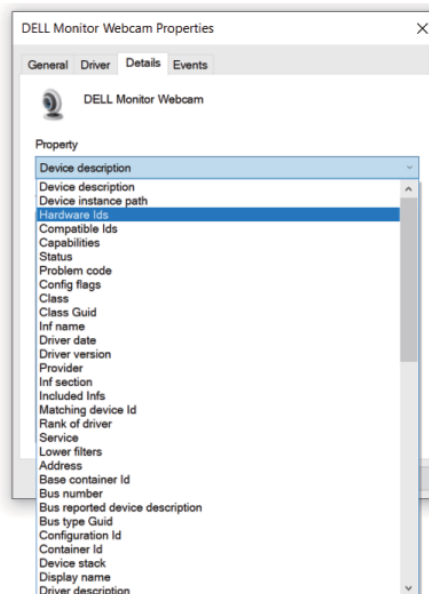 DELL Monitor Webcam Properties
General Driver Details Events
DELL Monitor Webcam
Property
Device description
Device description
Device instance path
Hardware Ids
Compatible Ids
Capabilities
Status
Problem code
Config flags
Class
Class Guid
Inf name
Driver date
Driver version
Provider
Inf section
Included Infs
Matching device Id
Rank of driver
Service
Lower filters
Address
Base container Id
Bus number
Bus reported device description
Bus type Guid
Configuration Id
Container Id
Device stack
Display name
Driver description